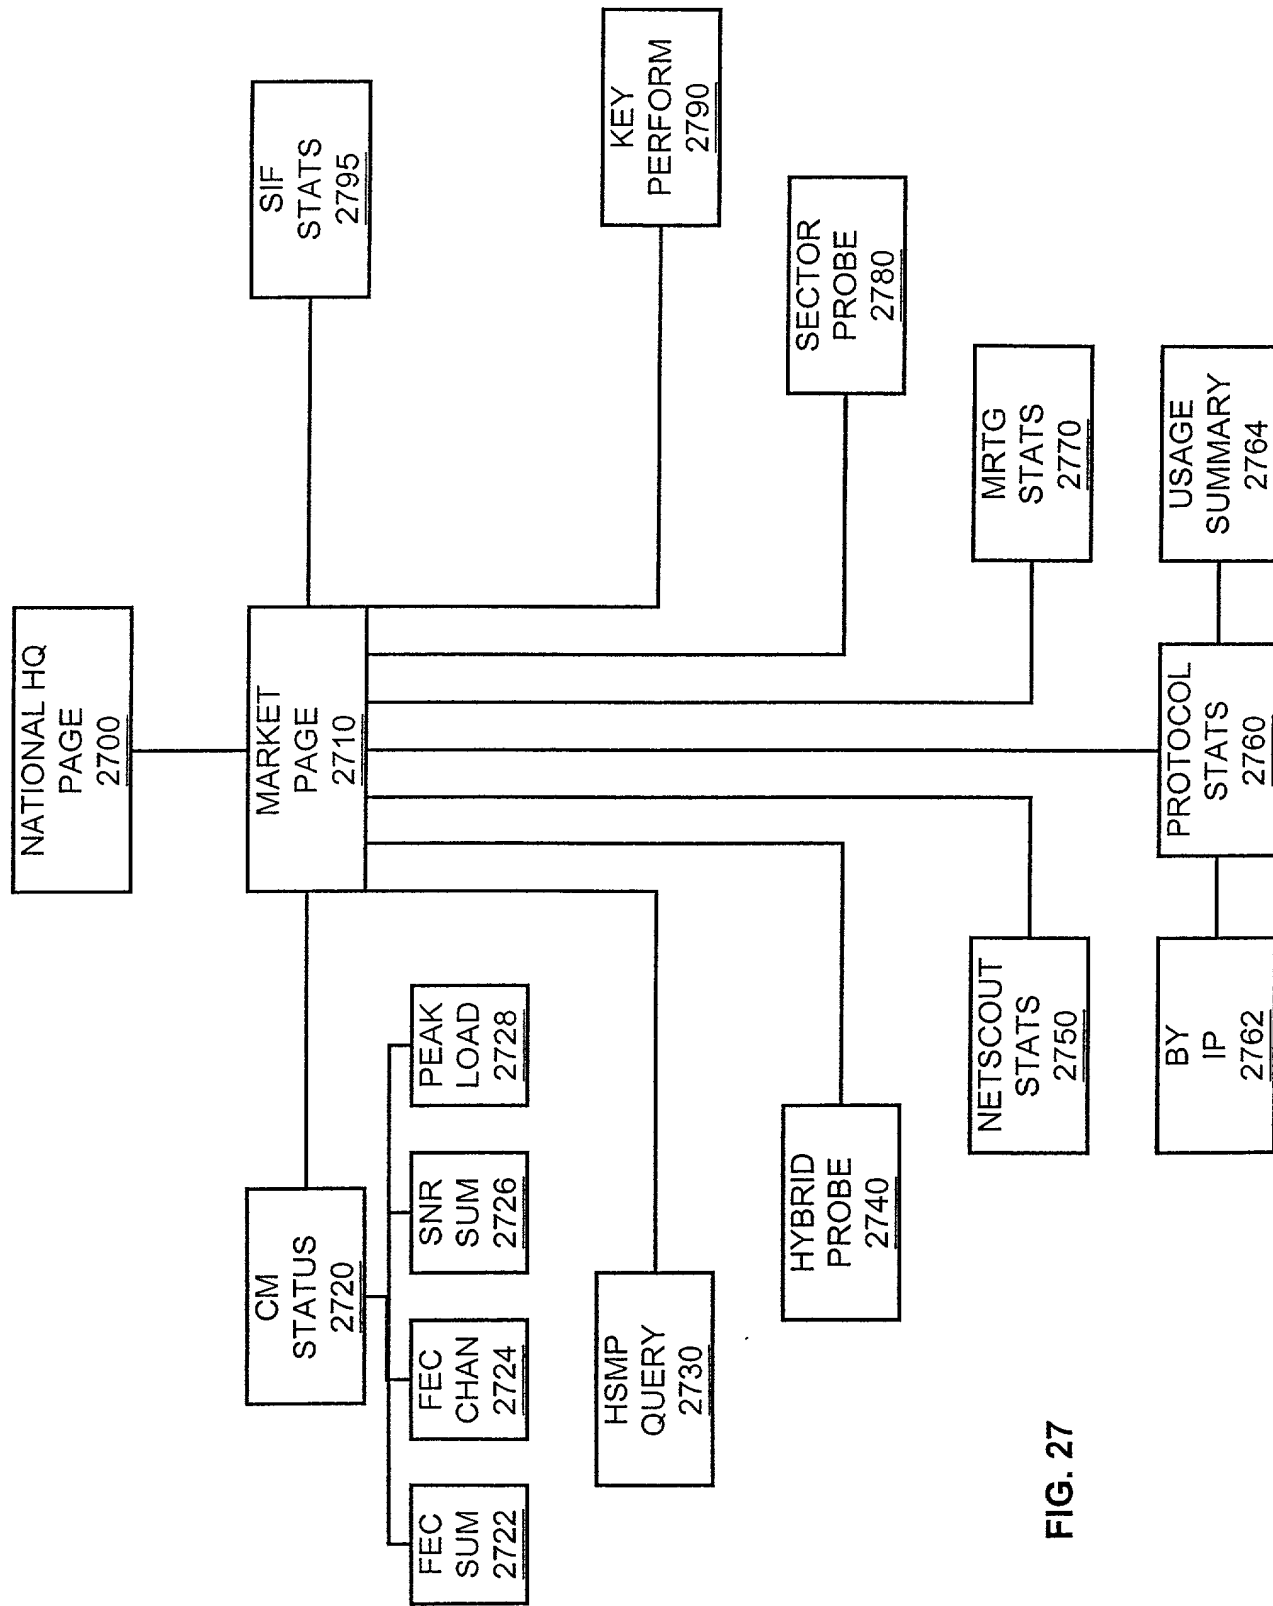 NATIONAL HQ
PAGE
2700
MARKET
PAGE
2710
CM
STATUS
2720
SIF
STATS
2795
FEC
SUM
2722
FEC
CHAN
2724
SNR
SUM
2726
PEAK
LOAD
2728
HSMP
QUERY
2730
KEY
PERFORM
2790
HYBRID
PROBE
2740
SECTOR
PROBE
2780
NETSCOUT
STATS
2750
MRTG
STATS
2770
BY
IP
2762
PROTOCOL
STATS
2760
USAGE
SUMMARY
2764
FIG. 27